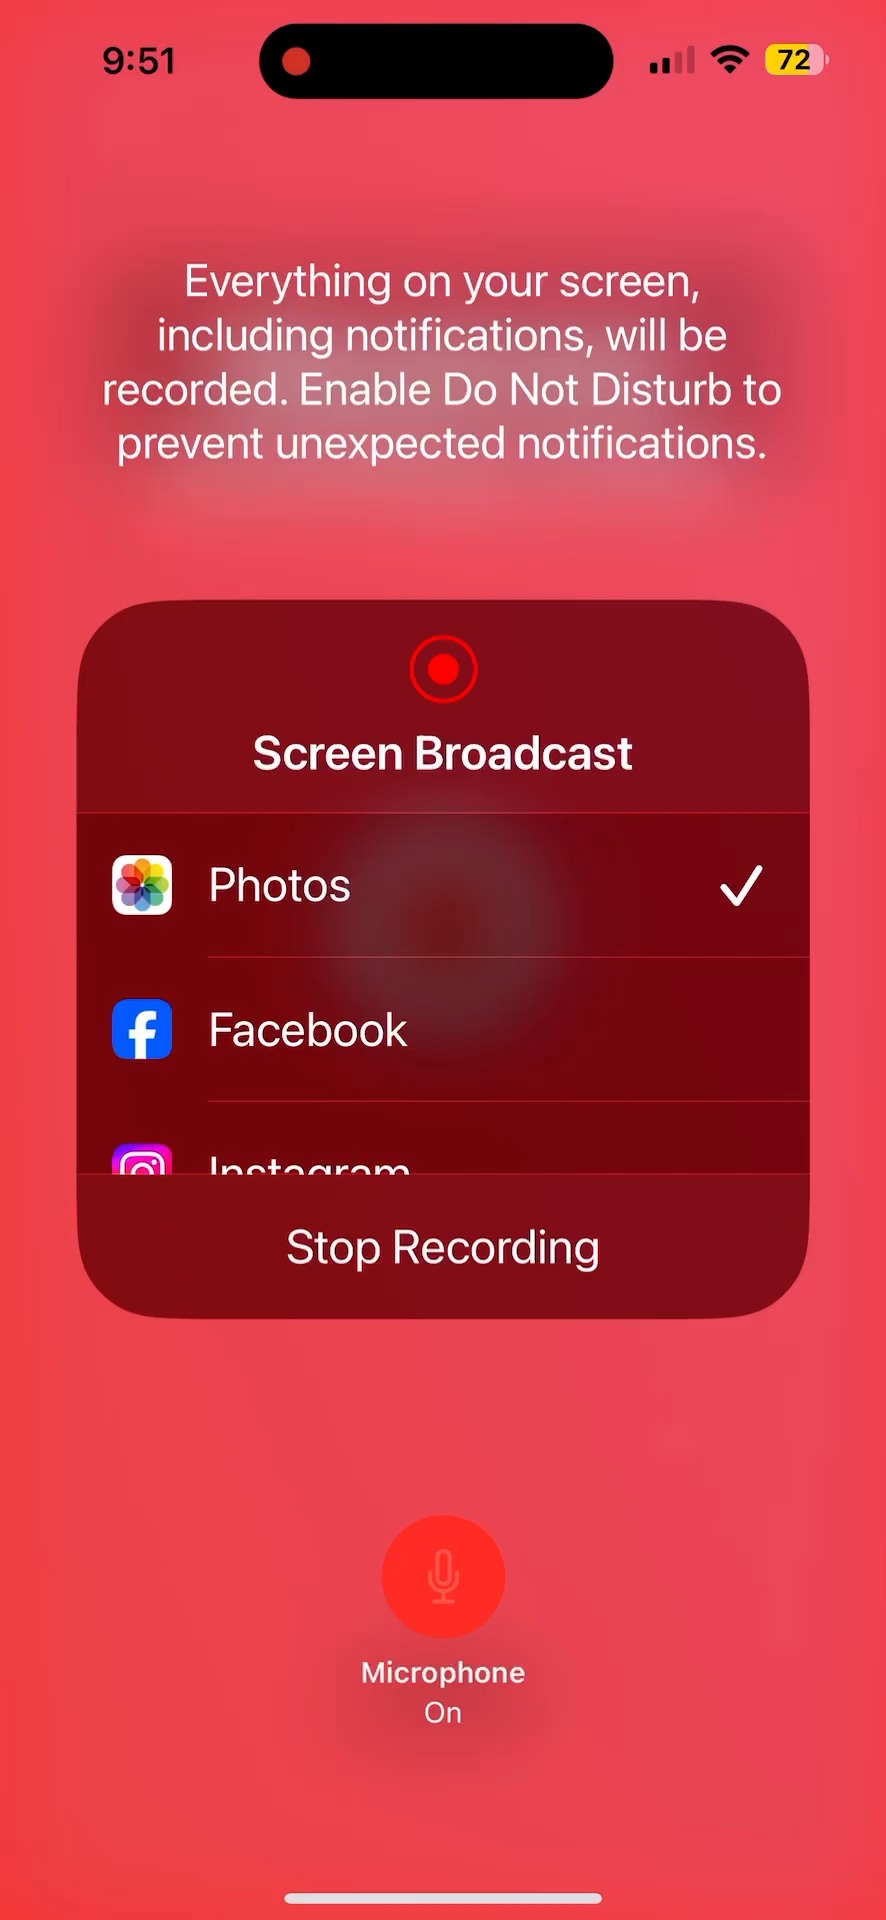 9:51
72
Everything on your screen,
including notifications, will be
recorded. Enable Do Not Disturb to
prevent unexpected notifications.
Screen Broadcast
Photos
Facebook
Instagram
Stop Recording
Microphone
On